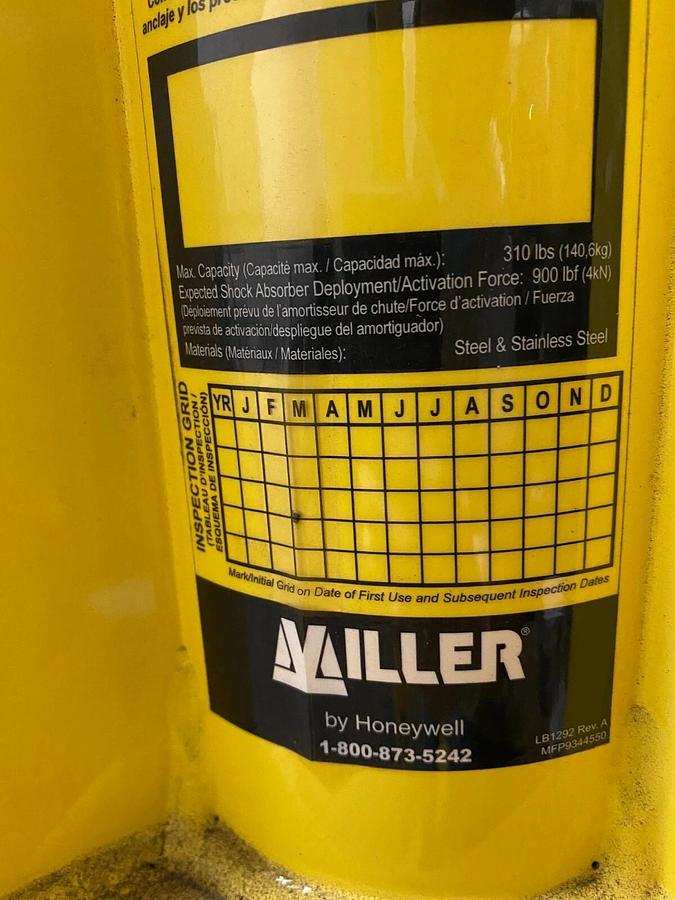 anclaje y los
Max. Capacity (Capacité max. / Capacidad máx.): 310 lbs (140,6kg)
Expected Shock Absorber Deployment/Activation Force: 900 lbf (4kN)
(Déploiement prévu de l'amortisseur de chute/Force d'activation / Fuerza
prevista de activación/despliegue del amortiguador)
Materials (Matériaux / Materiales): Steel & Stainless Steel
INSPECTION GRID
(TABLEAU D'INSPECTION /
ESQUEMA DE INSPECCIÓN)
YR J F M A M J J A S O N D
Mark/Initial Grid on Date of First Use and Subsequent Inspection Dates
MILLER®
by Honeywell
1-800-873-5242
LB1292 Rev. A
MFP9344550